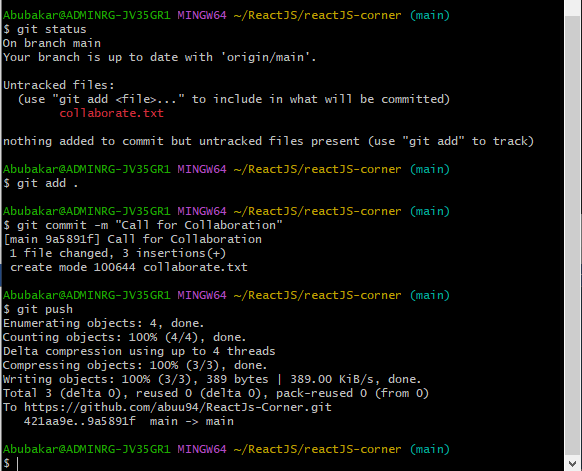 Abubakar@ADMINRG-JV35GR1 MINGW64 ~/ReactJS/reactJS-corner (main)
$ git status
On branch main
Your branch is up to date with 'origin/main'.
Untracked files:
  (use "git add <file>..." to include in what will be committed)
        collaborate.txt
nothing added to commit but untracked files present (use "git add" to track)
Abubakar@ADMINRG-JV35GR1 MINGW64 ~/ReactJS/reactJS-corner (main)
$ git add .
Abubakar@ADMINRG-JV35GR1 MINGW64 ~/ReactJS/reactJS-corner (main)
$ git commit -m "Call for Collaboration"
[main 9a5891f] Call for Collaboration
 1 file changed, 3 insertions(+)
 create mode 100644 collaborate.txt
Abubakar@ADMINRG-JV35GR1 MINGW64 ~/ReactJS/reactJS-corner (main)
$ git push
Enumerating objects: 4, done.
Counting objects: 100% (4/4), done.
Delta compression using up to 4 threads
Compressing objects: 100% (3/3), done.
Writing objects: 100% (3/3), 389 bytes | 389.00 KiB/s, done.
Total 3 (delta 0), reused 0 (delta 0), pack-reused 0 (from 0)
To https://github.com/abuu94/ReactJs-Corner.git
   421aa9e..9a5891f  main -> main
Abubakar@ADMINRG-JV35GR1 MINGW64 ~/ReactJS/reactJS-corner (main)
$